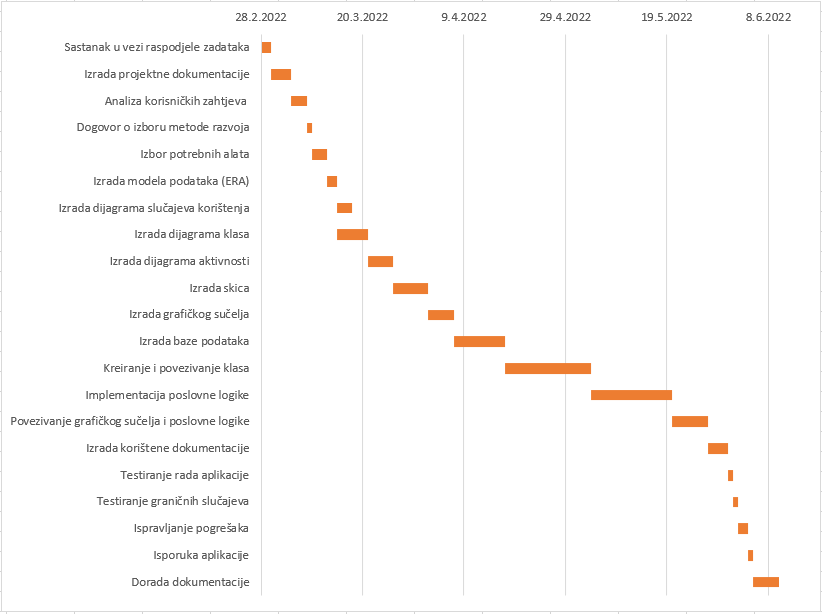 28.2.2022 20.3.2022 9.4.2022 29.4.2022 19.5.2022 8.6.2022
Sastanak u vezi raspodjele zadataka
Izrada projektne dokumentacije
Analiza korisničkih zahtjeva
Dogovor o izboru metode razvoja
Izbor potrebnih alata
Izrada modela podataka (ERA)
Izrada dijagrama slučajeva korištenja
Izrada dijagrama klasa
Izrada dijagrama aktivnosti
Izrada skica
Izrada grafičkog sučelja
Izrada baze podataka
Kreiranje i povezivanje klasa
Implementacija poslovne logike
Povezivanje grafičkog sučelja i poslovne logike
Izrada korištene dokumentacije
Testiranje rada aplikacije
Testiranje graničnih slučajeva
Ispravljanje pogrešaka
Isporuka aplikacije
Dorada dokumentacije